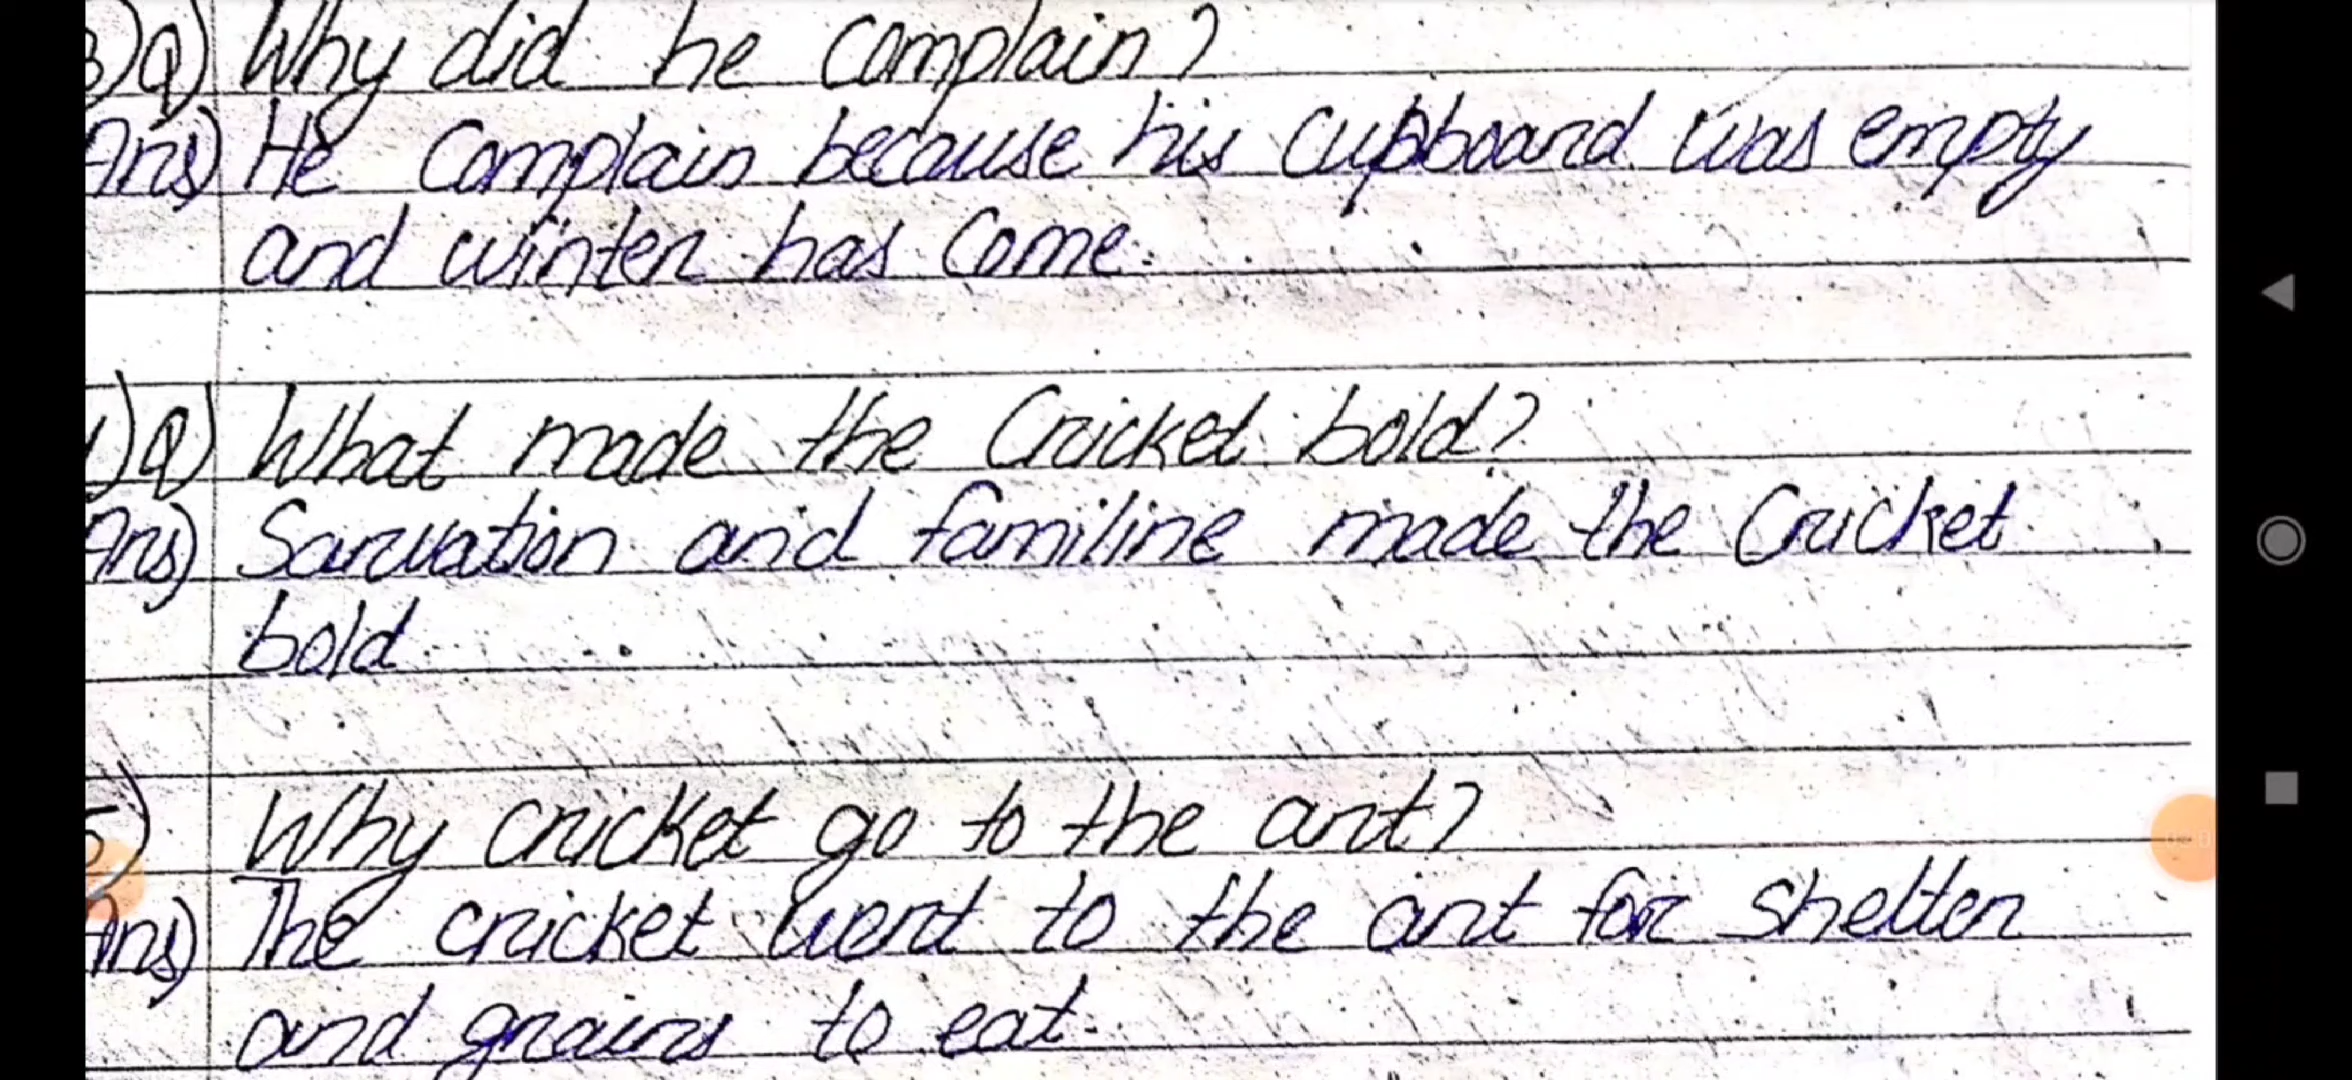 3)Q) Why did he complain?
Ans) He Complain because his Cupboard was empty
and winter has Come.
Q) What made the Cricket bold?
Ans) Sarvation and familine made the Cricket
bold
5) Why cricket go to the ant?
Ans) The cricket went to the ant for shelter
and grains to eat.